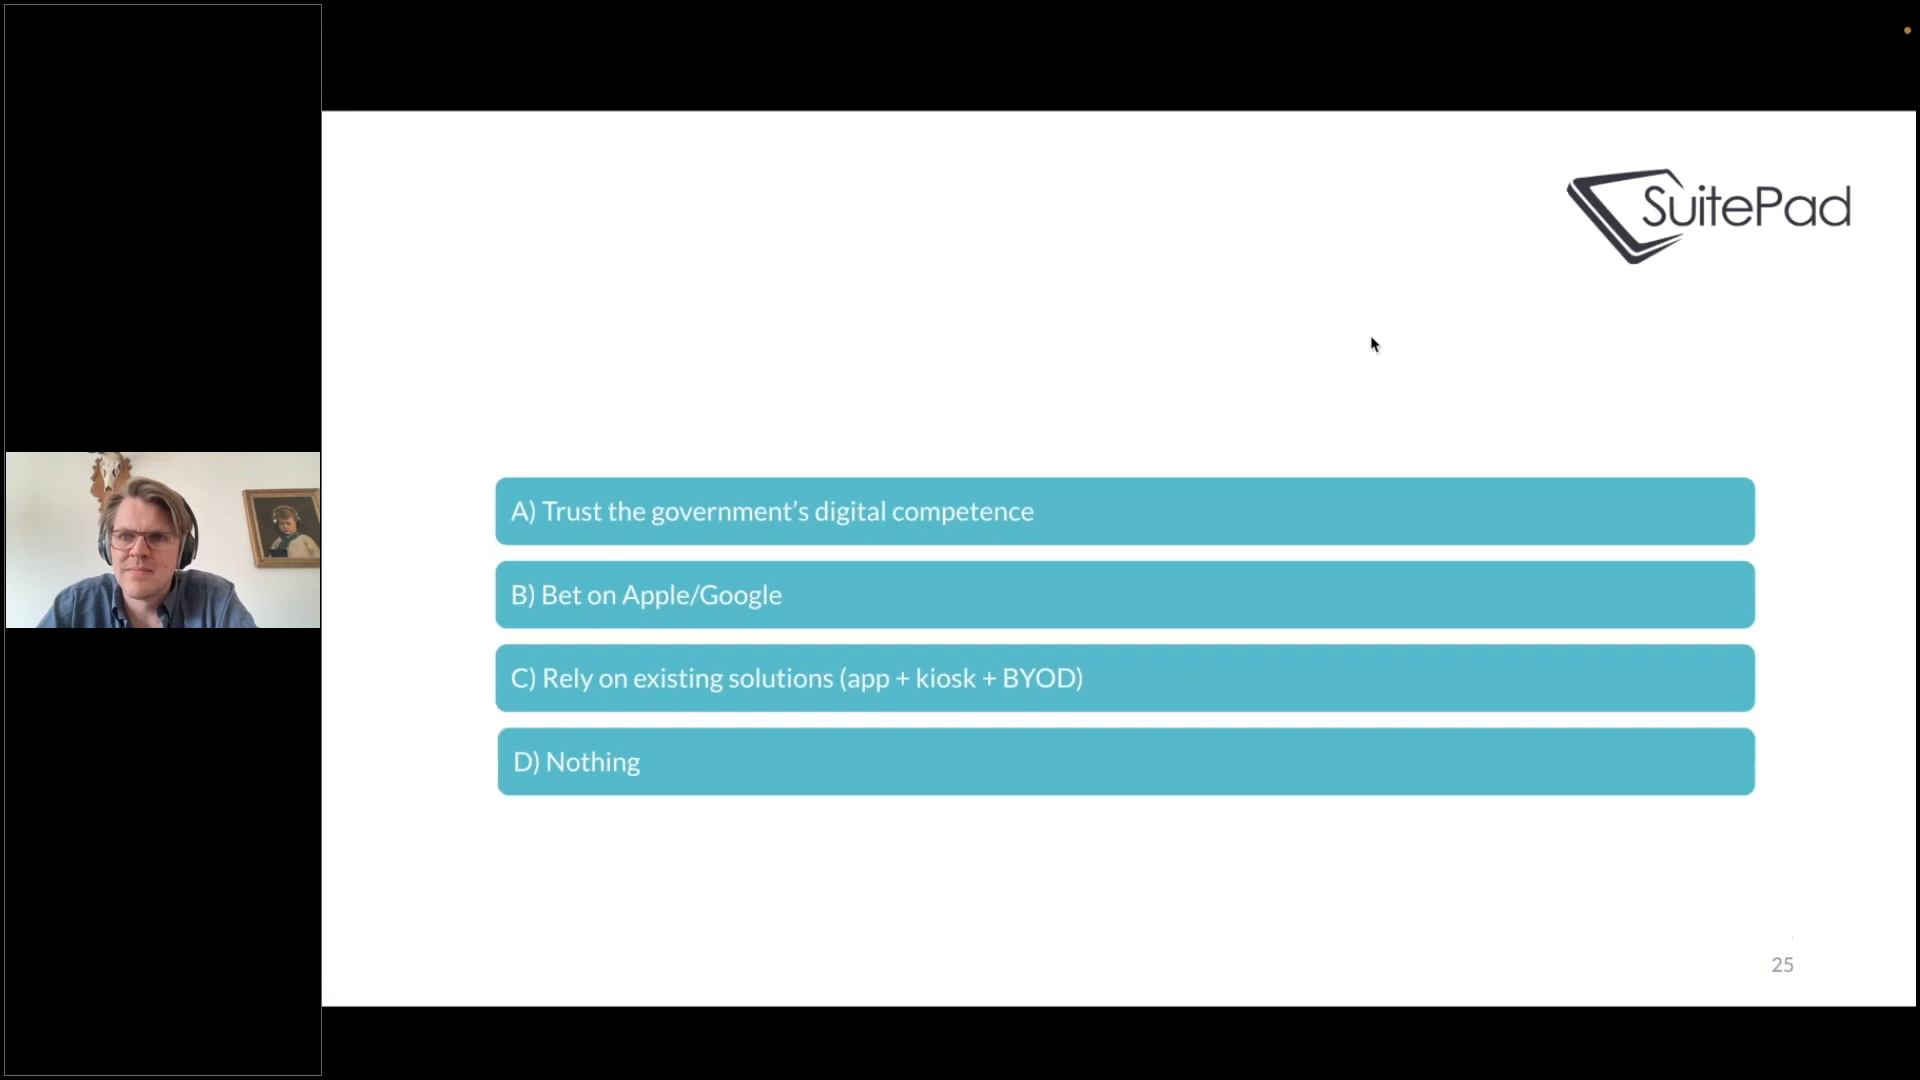 SuitePad
A) Trust the government’s digital competence
B) Bet on Apple/Google
C) Rely on existing solutions (app + kiosk + BYOD)
D) Nothing
25